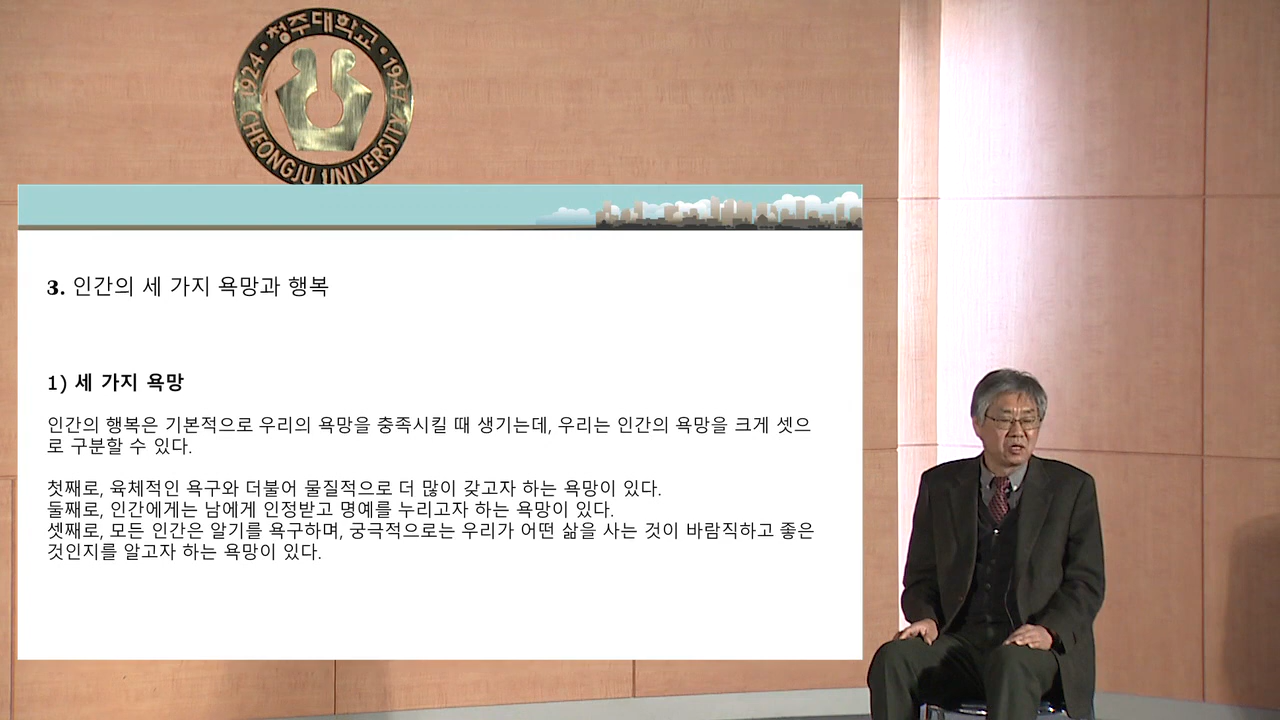 청주대학교
1924 · 1947
CHEONGJU UNIVERSITY
3. 인간의 세 가지 욕망과 행복
1) 세 가지 욕망
인간의 행복은 기본적으로 우리의 욕망을 충족시킬 때 생기는데, 우리는 인간의 욕망을 크게 셋으
로 구분할 수 있다.
첫째로, 육체적인 욕구와 더불어 물질적으로 더 많이 갖고자 하는 욕망이 있다.
둘째로, 인간에게는 남에게 인정받고 명예를 누리고자 하는 욕망이 있다.
셋째로, 모든 인간은 알기를 욕구하며, 궁극적으로는 우리가 어떤 삶을 사는 것이 바람직하고 좋은
것인지를 알고자 하는 욕망이 있다.